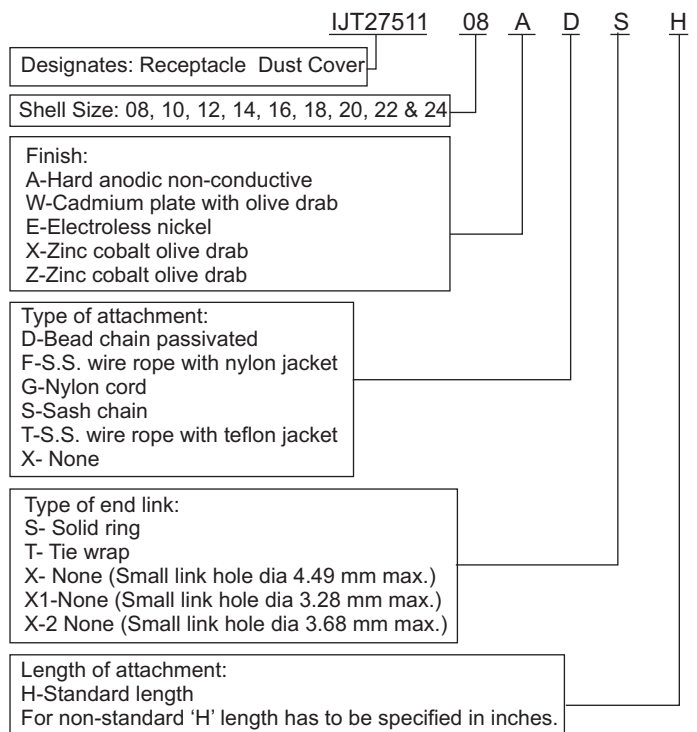 IJT27511 08 A D S H
Designates: Receptacle Dust Cover
Shell Size: 08, 10, 12, 14, 16, 18, 20, 22 & 24
Finish:
A-Hard anodic non-conductive
W-Cadmium plate with olive drab
E-Electroless nickel
X-Zinc cobalt olive drab
Z-Zinc cobalt olive drab
Type of attachment:
D-Bead chain passivated
F-S.S. wire rope with nylon jacket
G-Nylon cord
S-Sash chain
T-S.S. wire rope with teflon jacket
X- None
Type of end link:
S- Solid ring
T- Tie wrap
X- None (Small link hole dia 4.49 mm max.)
X1-None (Small link hole dia 3.28 mm max.)
X-2 None (Small link hole dia 3.68 mm max.)
Length of attachment:
H-Standard length
For non-standard ‘H’ length has to be specified in inches.